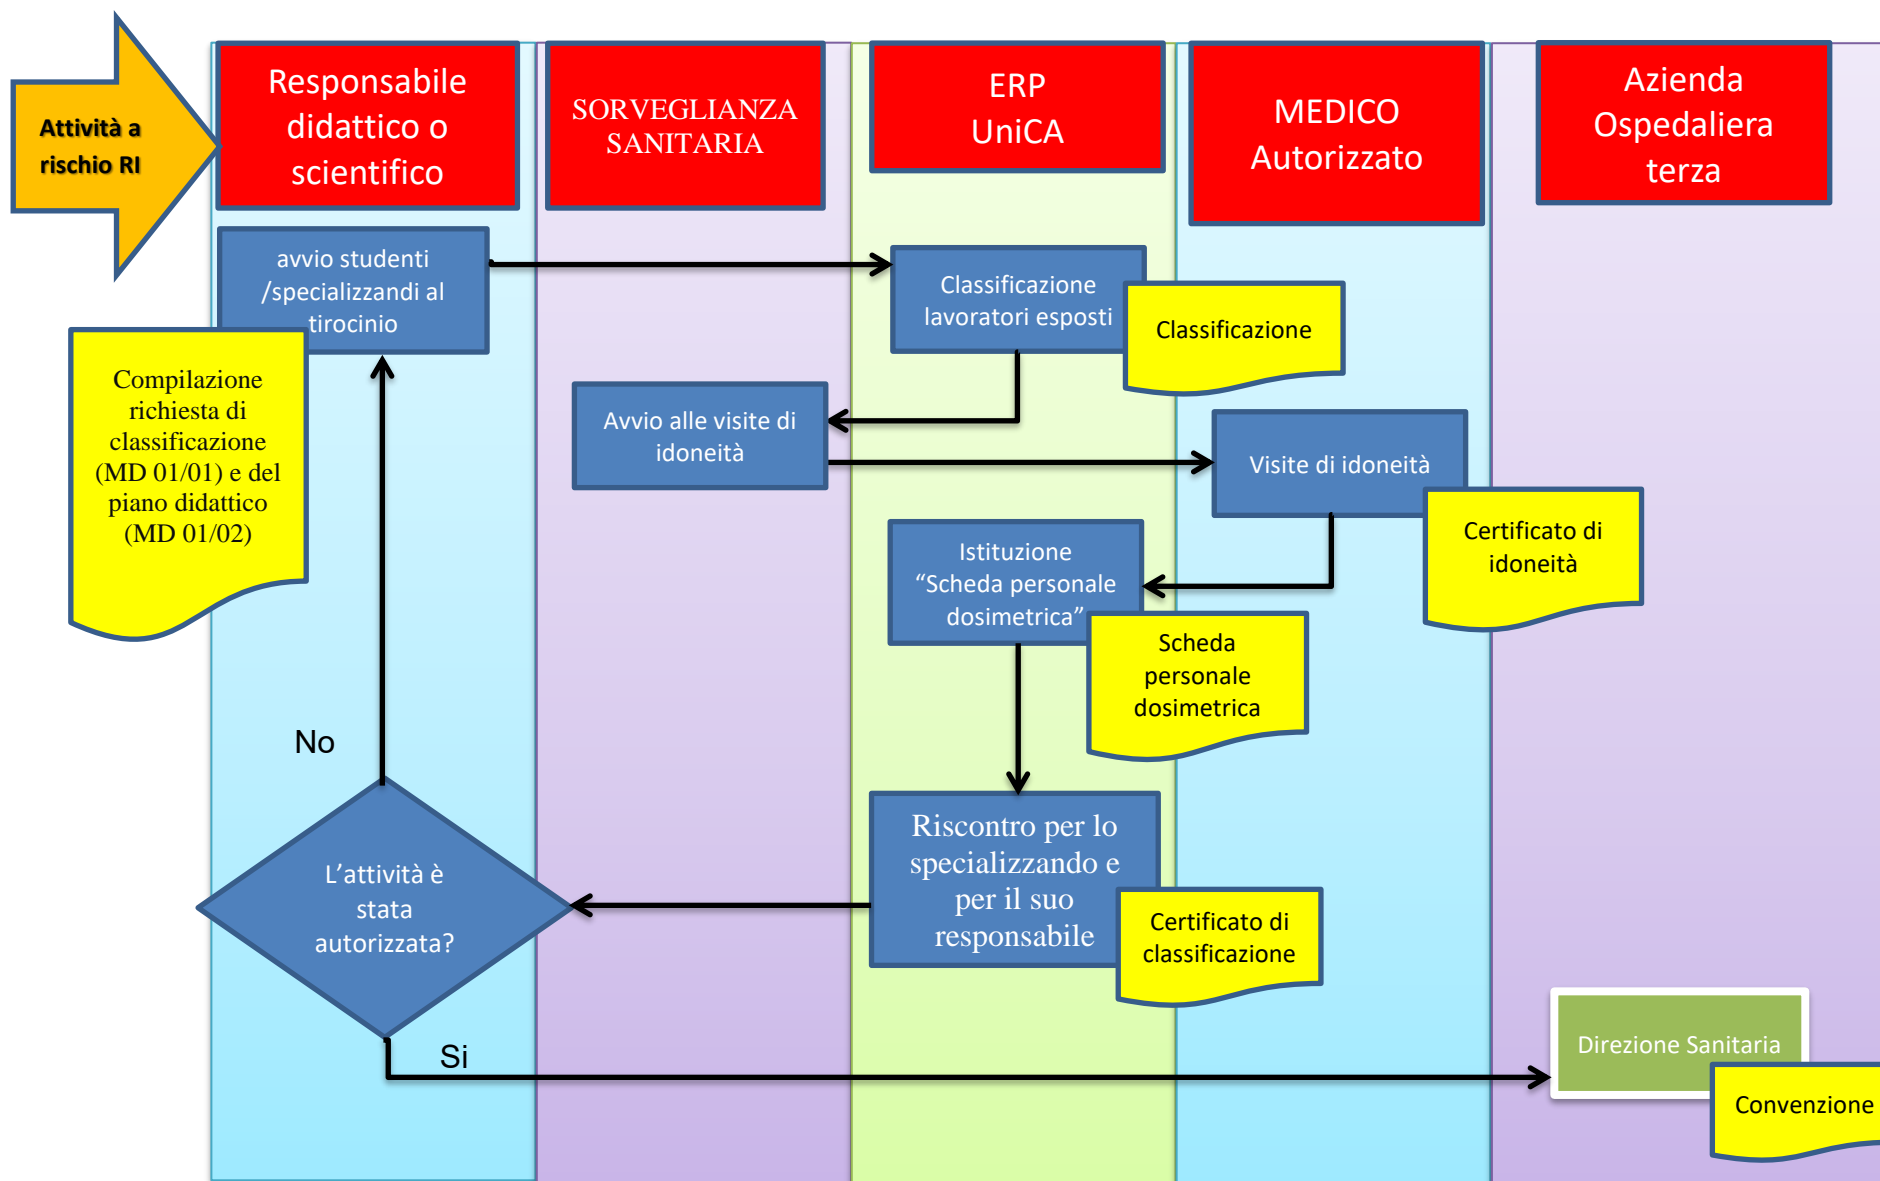 Attività a
rischio RI
Responsabile
didattico o
scientifico
SORVEGLIANZA
SANITARIA
ERP
UniCA
MEDICO
Autorizzato
Azienda
Ospedaliera
terza
avvio studenti
/specializzandi al
tirocinio
Compilazione
richiesta di
classificazione
(MD 01/01) e del
piano didattico
(MD 01/02)
Classificazione
lavoratori esposti
Classificazione
Avvio alle visite di
idoneità
Visite di idoneità
Certificato di
idoneità
Istituzione
“Scheda personale
dosimetrica”
Scheda
personale
dosimetrica
No
Riscontro per lo
specializzando e
per il suo
responsabile
Certificato di
classificazione
L’attività è
stata
autorizzata?
Si
Direzione Sanitaria
Convenzione